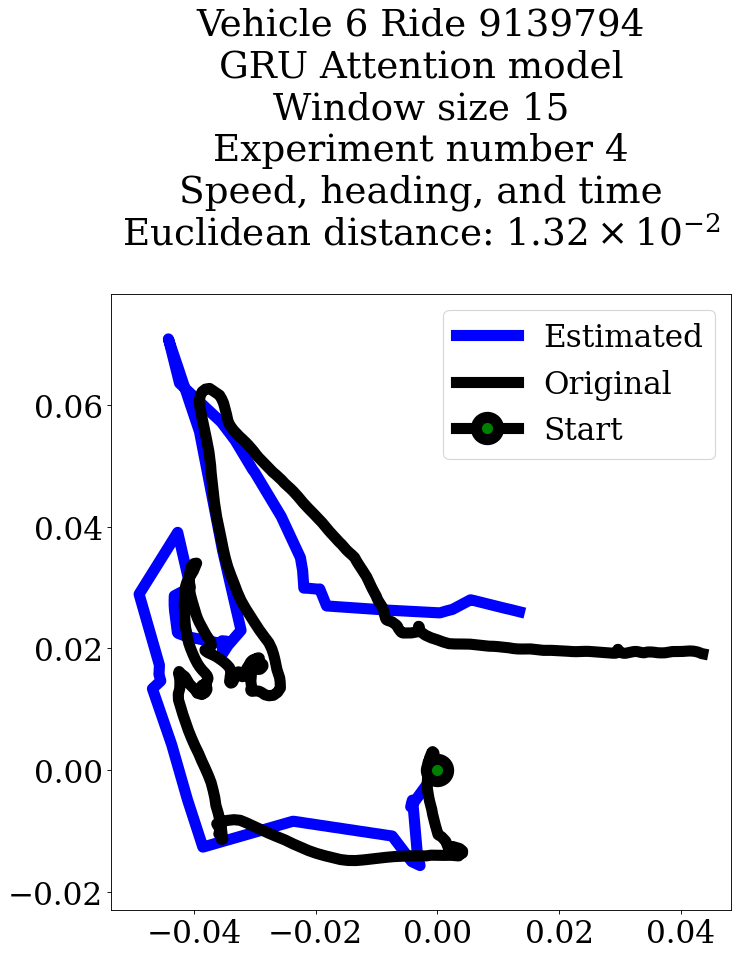 Vehicle 6 Ride 9139794
GRU Attention model
Window size 15
Experiment number 4
Speed, heading, and time
Euclidean distance: 1.32 × 10⁻²
Estimated
Original
Start
0.06
0.04
0.02
0.00
−0.02
−0.04 −0.02 0.00 0.02 0.04